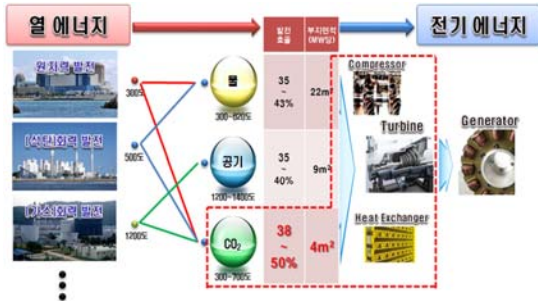 열 에너지
발전
효율
부지면적
(MW당)
전기 에너지
원자력 발전
300도
물
300~620도
35
~
43%
22m²
Compressor
(석탄)화력 발전
500도
공기
1200~1400도
35
~
40%
9m²
Turbine
Generator
(가스)화력 발전
1200도
CO₂
300~700도
38
~
50%
4m²
Heat Exchanger